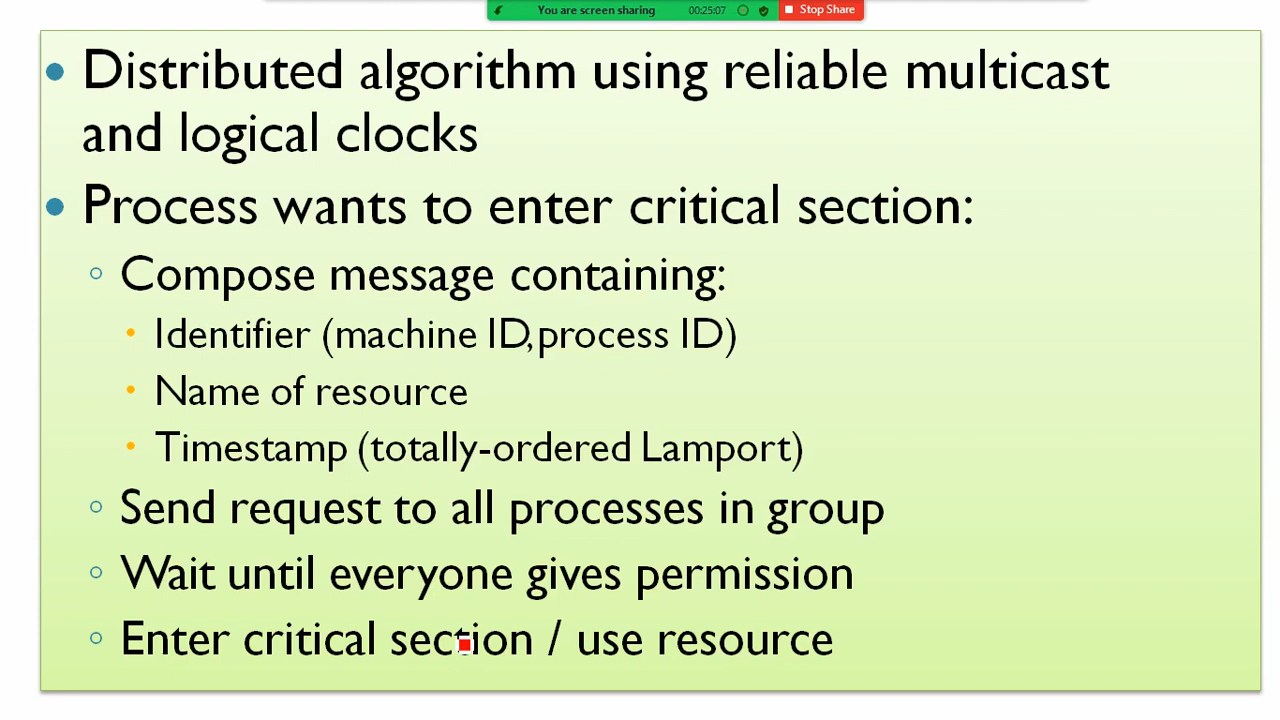 You are screen sharing 00:25:07 Stop Share
Distributed algorithm using reliable multicast
and logical clocks
Process wants to enter critical section:
Compose message containing:
Identifier (machine ID, process ID)
Name of resource
Timestamp (totally-ordered Lamport)
Send request to all processes in group
Wait until everyone gives permission
Enter critical section / use resource